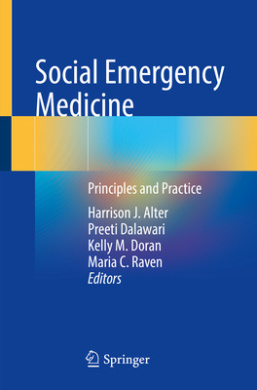 Social Emergency
Medicine
Principles and Practice
Harrison J. Alter
Preeti Dalawari
Kelly M. Doran
Maria C. Raven
Editors
Springer